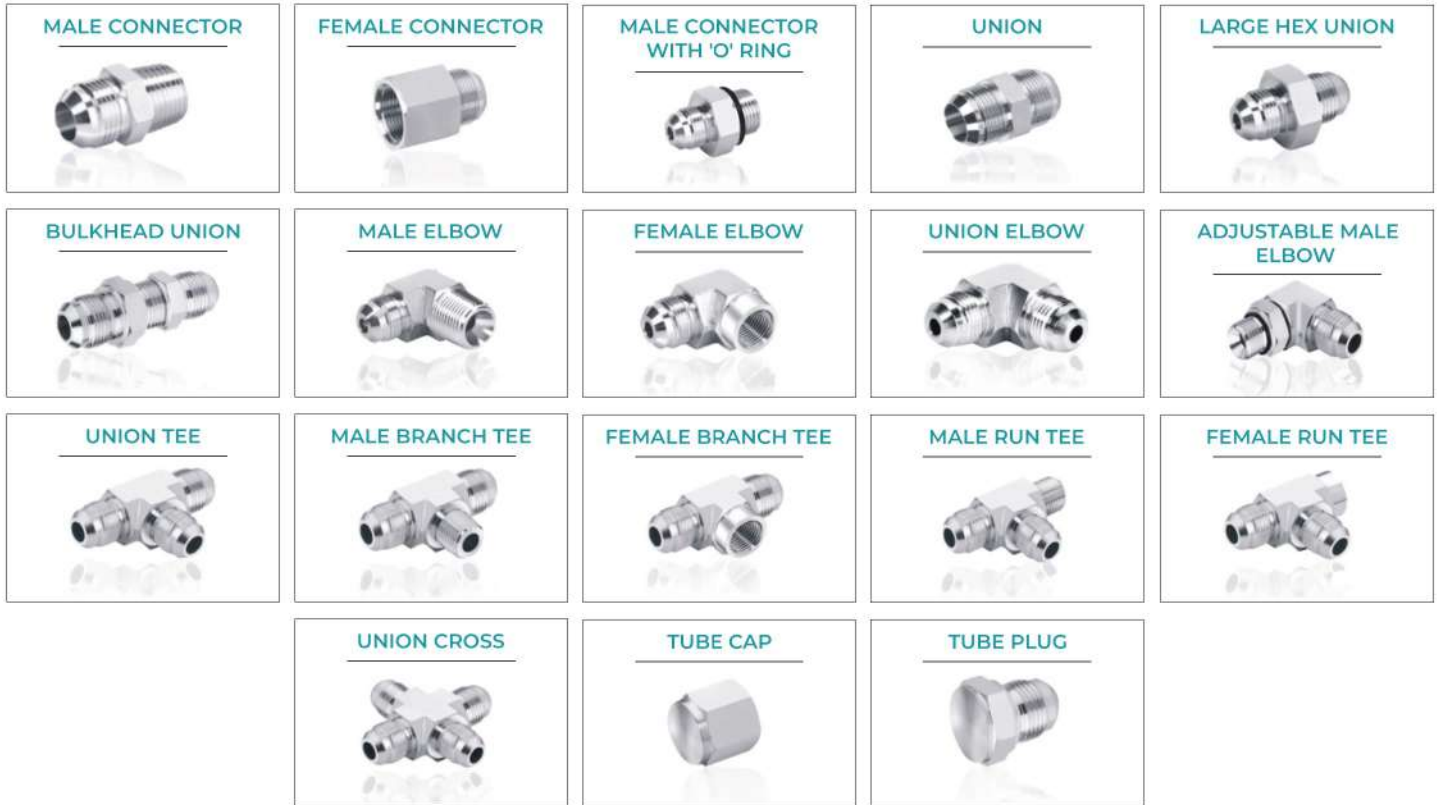 MALE CONNECTOR
FEMALE CONNECTOR
MALE CONNECTOR
WITH 'O' RING
UNION
LARGE HEX UNION
BULKHEAD UNION
MALE ELBOW
FEMALE ELBOW
UNION ELBOW
ADJUSTABLE MALE
ELBOW
UNION TEE
MALE BRANCH TEE
FEMALE BRANCH TEE
MALE RUN TEE
FEMALE RUN TEE
UNION CROSS
TUBE CAP
TUBE PLUG